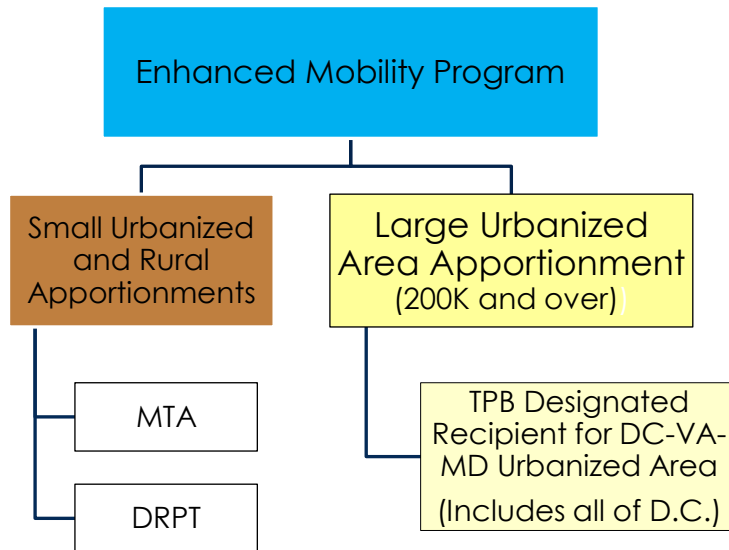 Enhanced Mobility Program
Small Urbanized
and Rural
Apportionments
Large Urbanized
Area Apportionment
(200K and over))
MTA
DRPT
TPB Designated
Recipient for DC-VA-
MD Urbanized Area
(Includes all of D.C.)